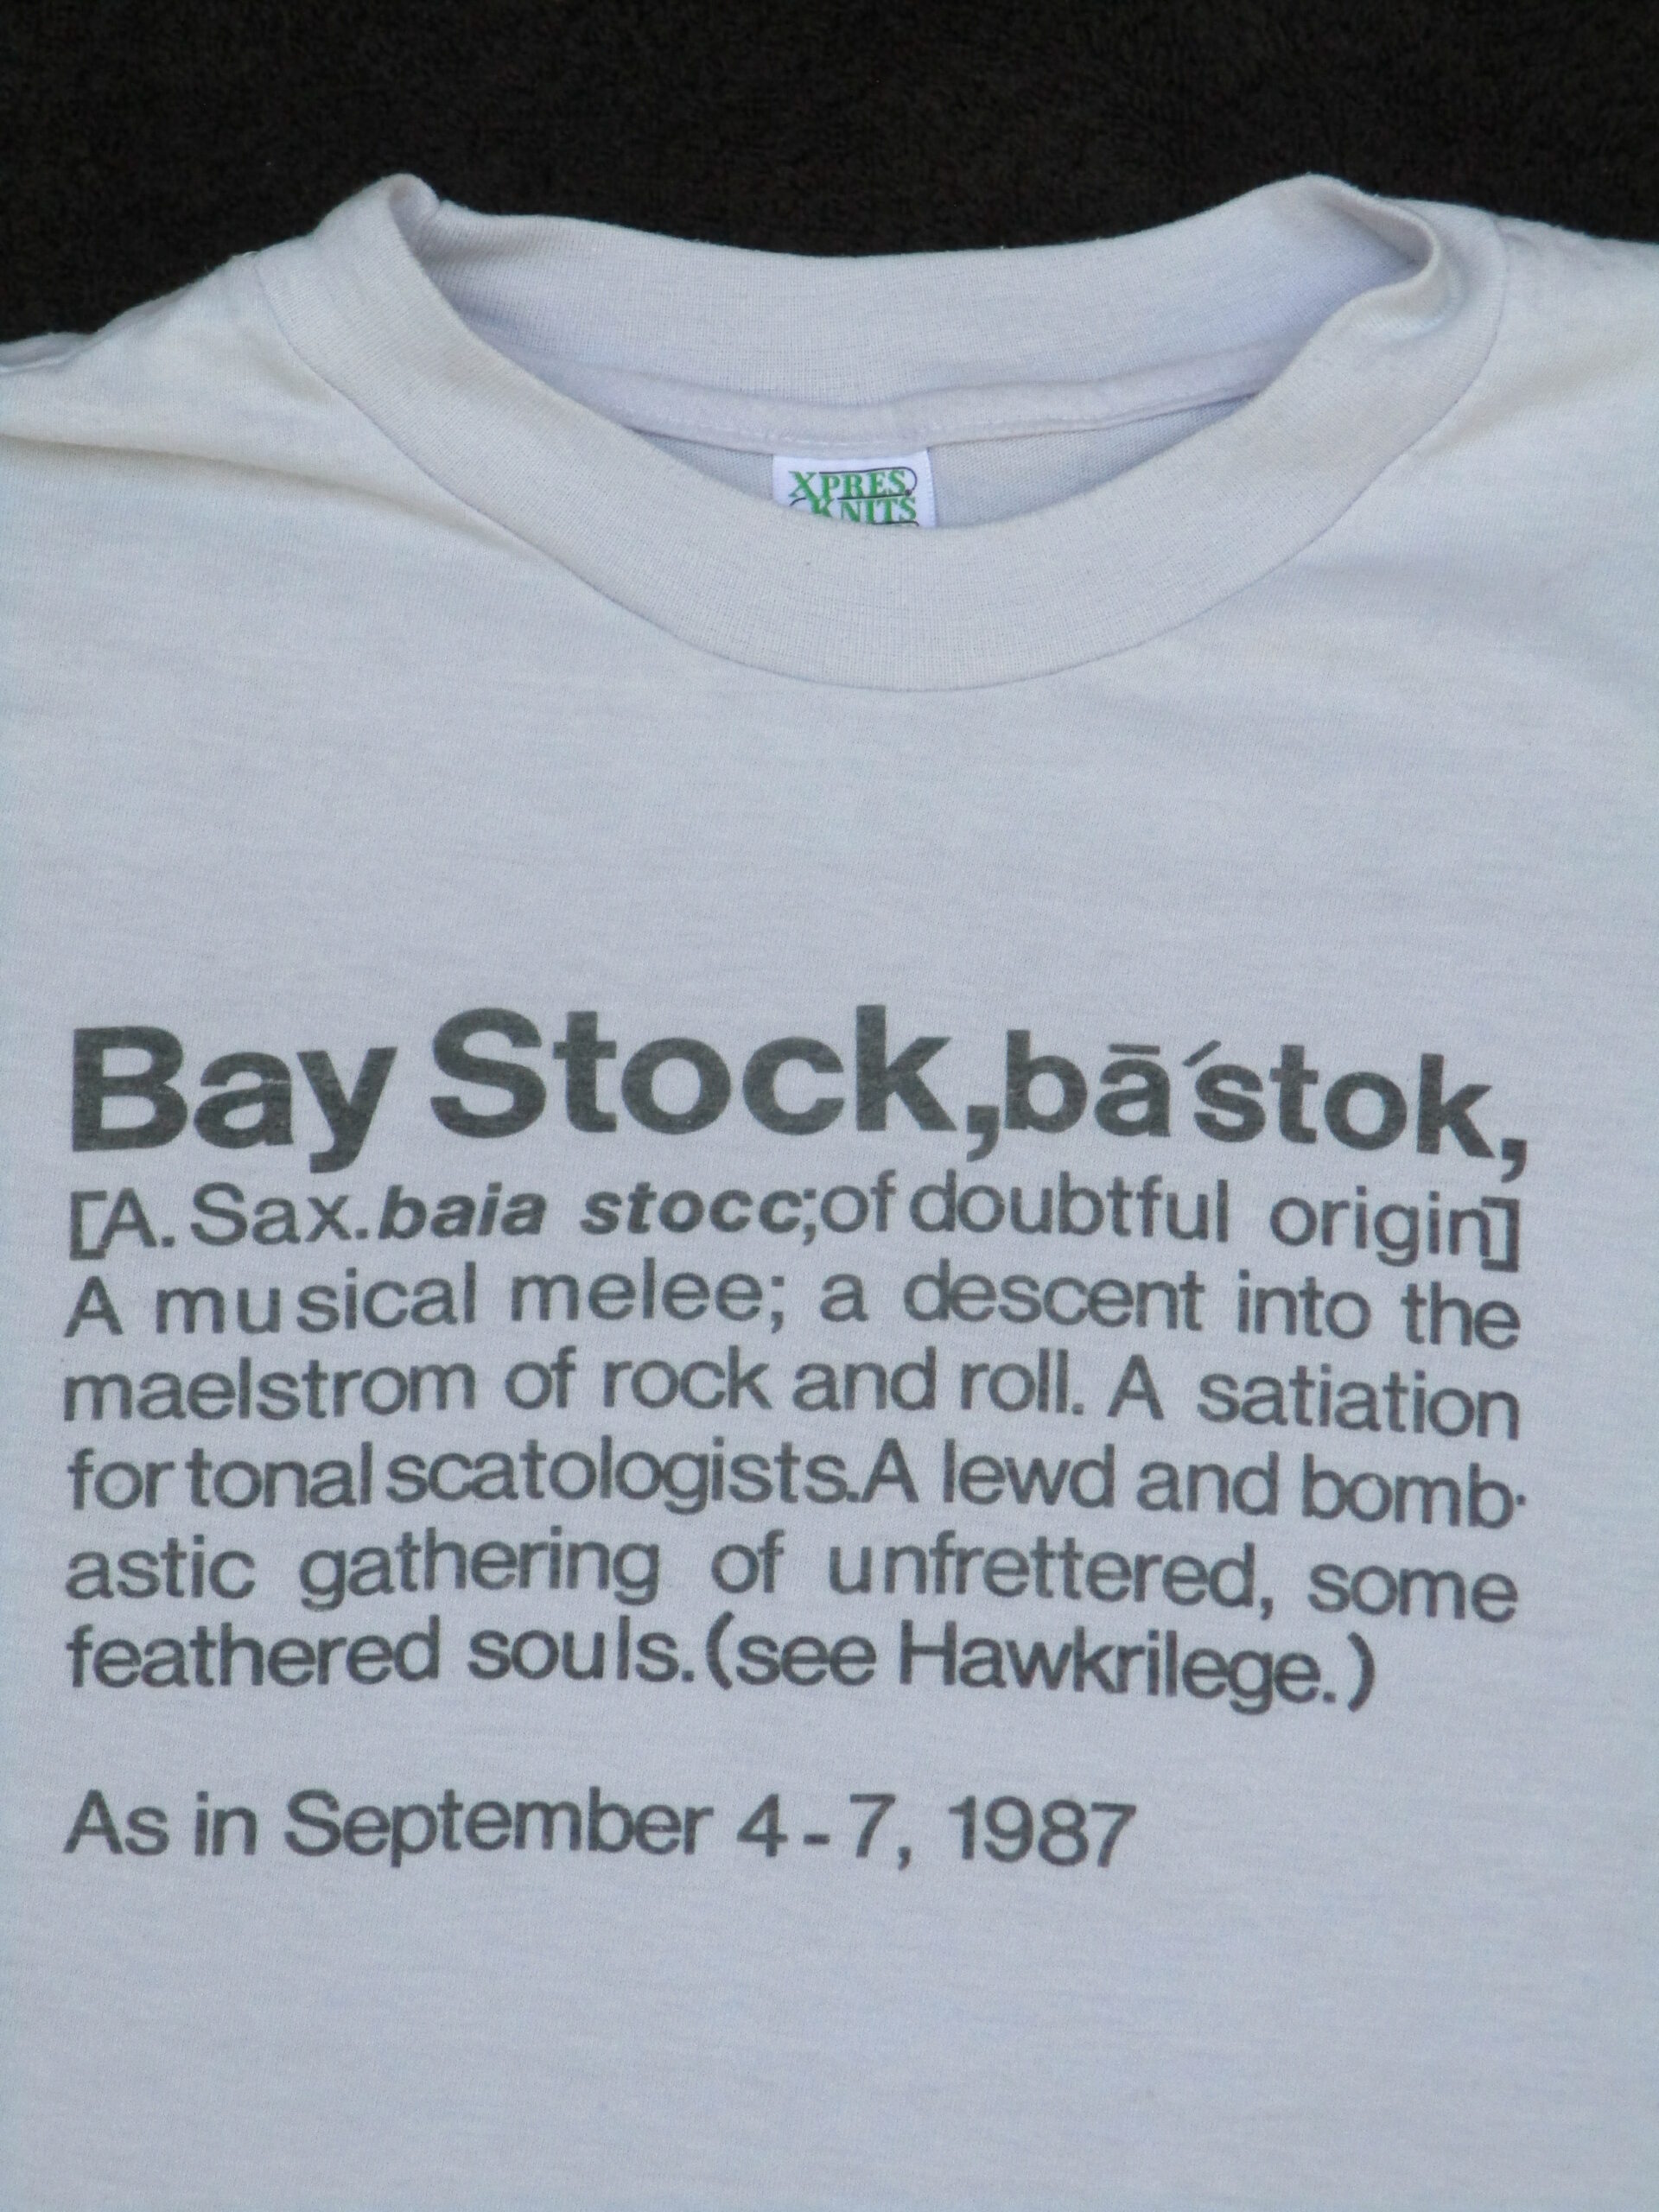 XPRES
KNITS
Bay Stock, bā´stok,
[A. Sax. baia stocc; of doubtful origin]
A musical melee; a descent into the
maelstrom of rock and roll. A satiation
for tonal scatologists. A lewd and bomb-
astic gathering of unfrettered, some
feathered souls. (see Hawkrilege.)
As in September 4-7, 1987